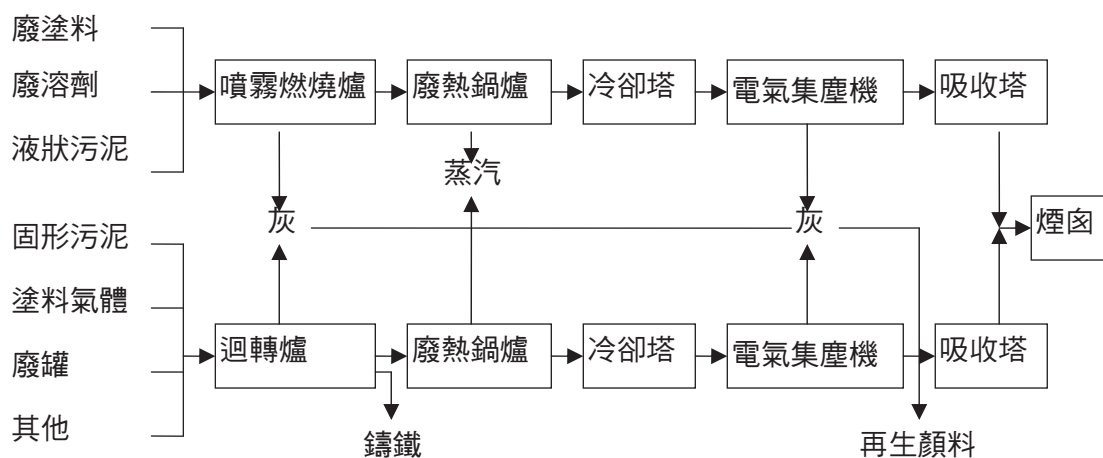 廢塗料
廢溶劑
液狀污泥
噴霧燃燒爐
廢熱鍋爐
冷卻塔
電氣集塵機
吸收塔
蒸汽
灰
灰
煙囪
固形污泥
塗料氣體
廢罐
其他
迴轉爐
廢熱鍋爐
冷卻塔
電氣集塵機
吸收塔
鑄鐵
再生顏料